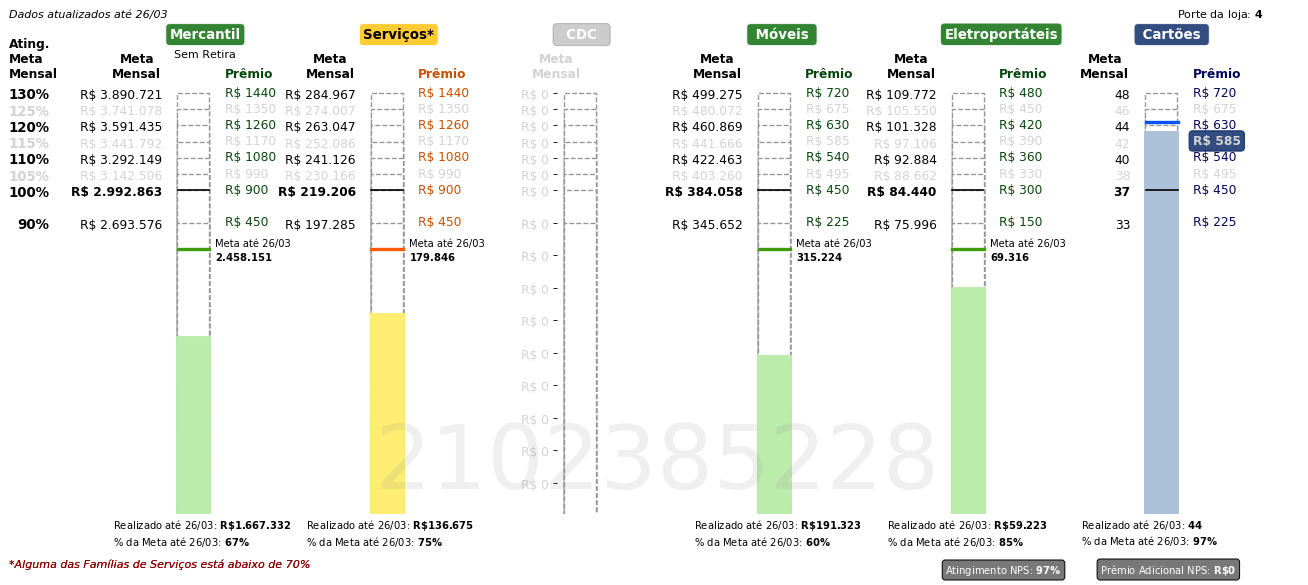 Dados atualizados até 26/03
Porte da loja: 4
Mercantil Serviços* CDC Móveis Eletroportáteis Cartões
Sem Retira
Ating. Meta Mensal
Meta Mensal Prêmio Meta Mensal Prêmio Meta Mensal Meta Mensal Prêmio Meta Mensal Prêmio Meta Mensal Prêmio
130% R$ 3.890.721 R$ 1440 R$ 284.967 R$ 1440 R$ 0 R$ 499.275 R$ 720 R$ 109.772 R$ 480 48 R$ 720
125% R$ 3.741.078 R$ 1350 R$ 274.007 R$ 1350 R$ 0 R$ 480.072 R$ 675 R$ 105.550 R$ 450 46 R$ 675
120% R$ 3.591.435 R$ 1260 R$ 263.047 R$ 1260 R$ 0 R$ 460.869 R$ 630 R$ 101.328 R$ 420 44 R$ 630
115% R$ 3.441.792 R$ 1170 R$ 252.086 R$ 1170 R$ 0 R$ 441.666 R$ 585 R$ 97.106 R$ 390 42 R$ 585
110% R$ 3.292.149 R$ 1080 R$ 241.126 R$ 1080 R$ 0 R$ 422.463 R$ 540 R$ 92.884 R$ 360 40 R$ 540
105% R$ 3.142.506 R$ 990 R$ 230.166 R$ 990 R$ 0 R$ 403.260 R$ 495 R$ 88.662 R$ 330 38 R$ 495
100% R$ 2.992.863 R$ 900 R$ 219.206 R$ 900 R$ 0 R$ 384.058 R$ 450 R$ 84.440 R$ 300 37 R$ 450
90% R$ 2.693.576 R$ 450 R$ 197.285 R$ 450 R$ 0 R$ 345.652 R$ 225 R$ 75.996 R$ 150 33 R$ 225
Meta até 26/03 Meta até 26/03 Meta até 26/03 Meta até 26/03
2.458.151 179.846 R$ 0 315.224 69.316
R$ 0
R$ 0
R$ 0
R$ 0
R$ 0
R$ 0
R$ 0
2102385228
Realizado até 26/03: R$1.667.332 Realizado até 26/03: R$136.675 Realizado até 26/03: R$191.323 Realizado até 26/03: R$59.223 Realizado até 26/03: 44
% da Meta até 26/03: 67% % da Meta até 26/03: 75% % da Meta até 26/03: 60% % da Meta até 26/03: 85% % da Meta até 26/03: 97%
*Alguma das Famílias de Serviços está abaixo de 70%
Atingimento NPS: 97% Prêmio Adicional NPS: R$0